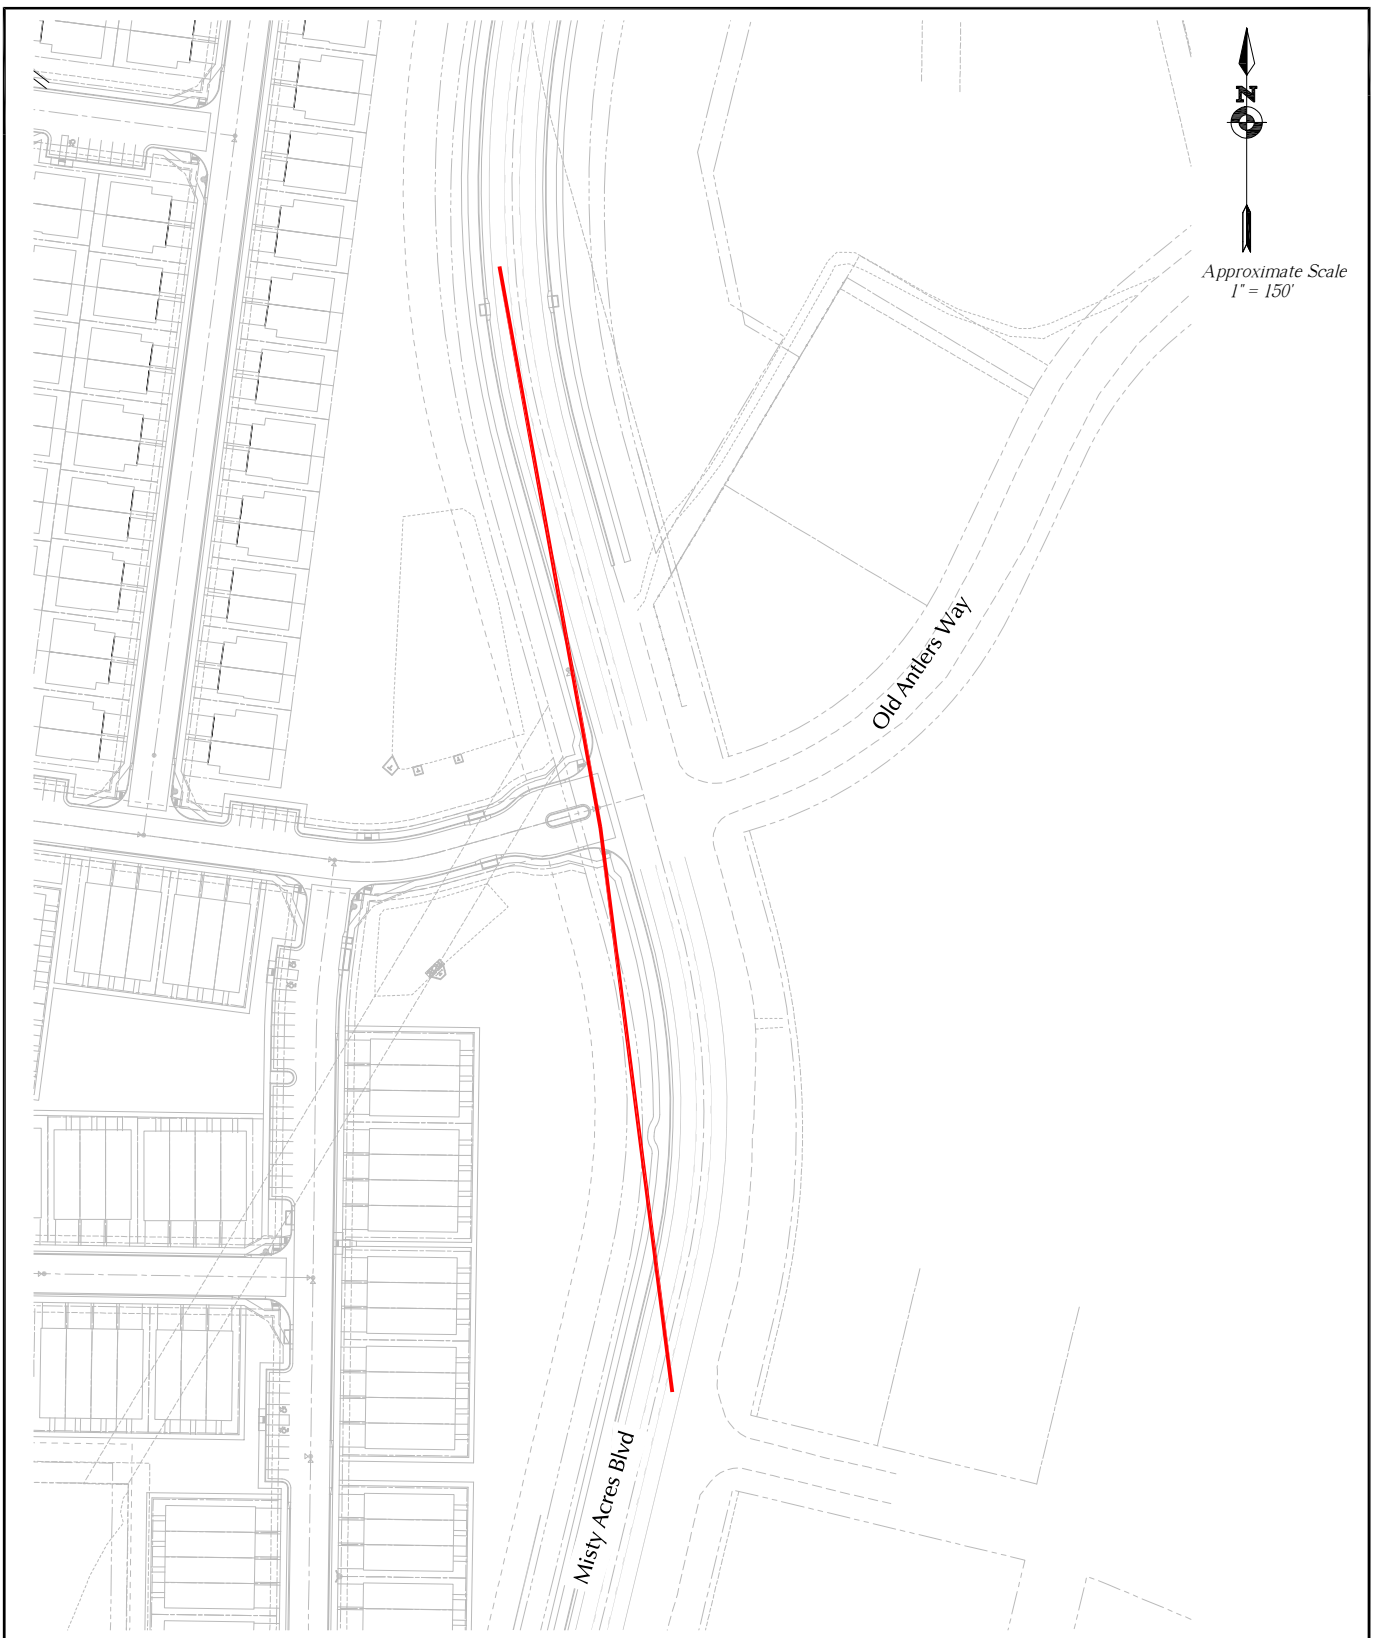 N
Approximate Scale
1" = 150'
Old Antlers Way
Misty Acres Blvd